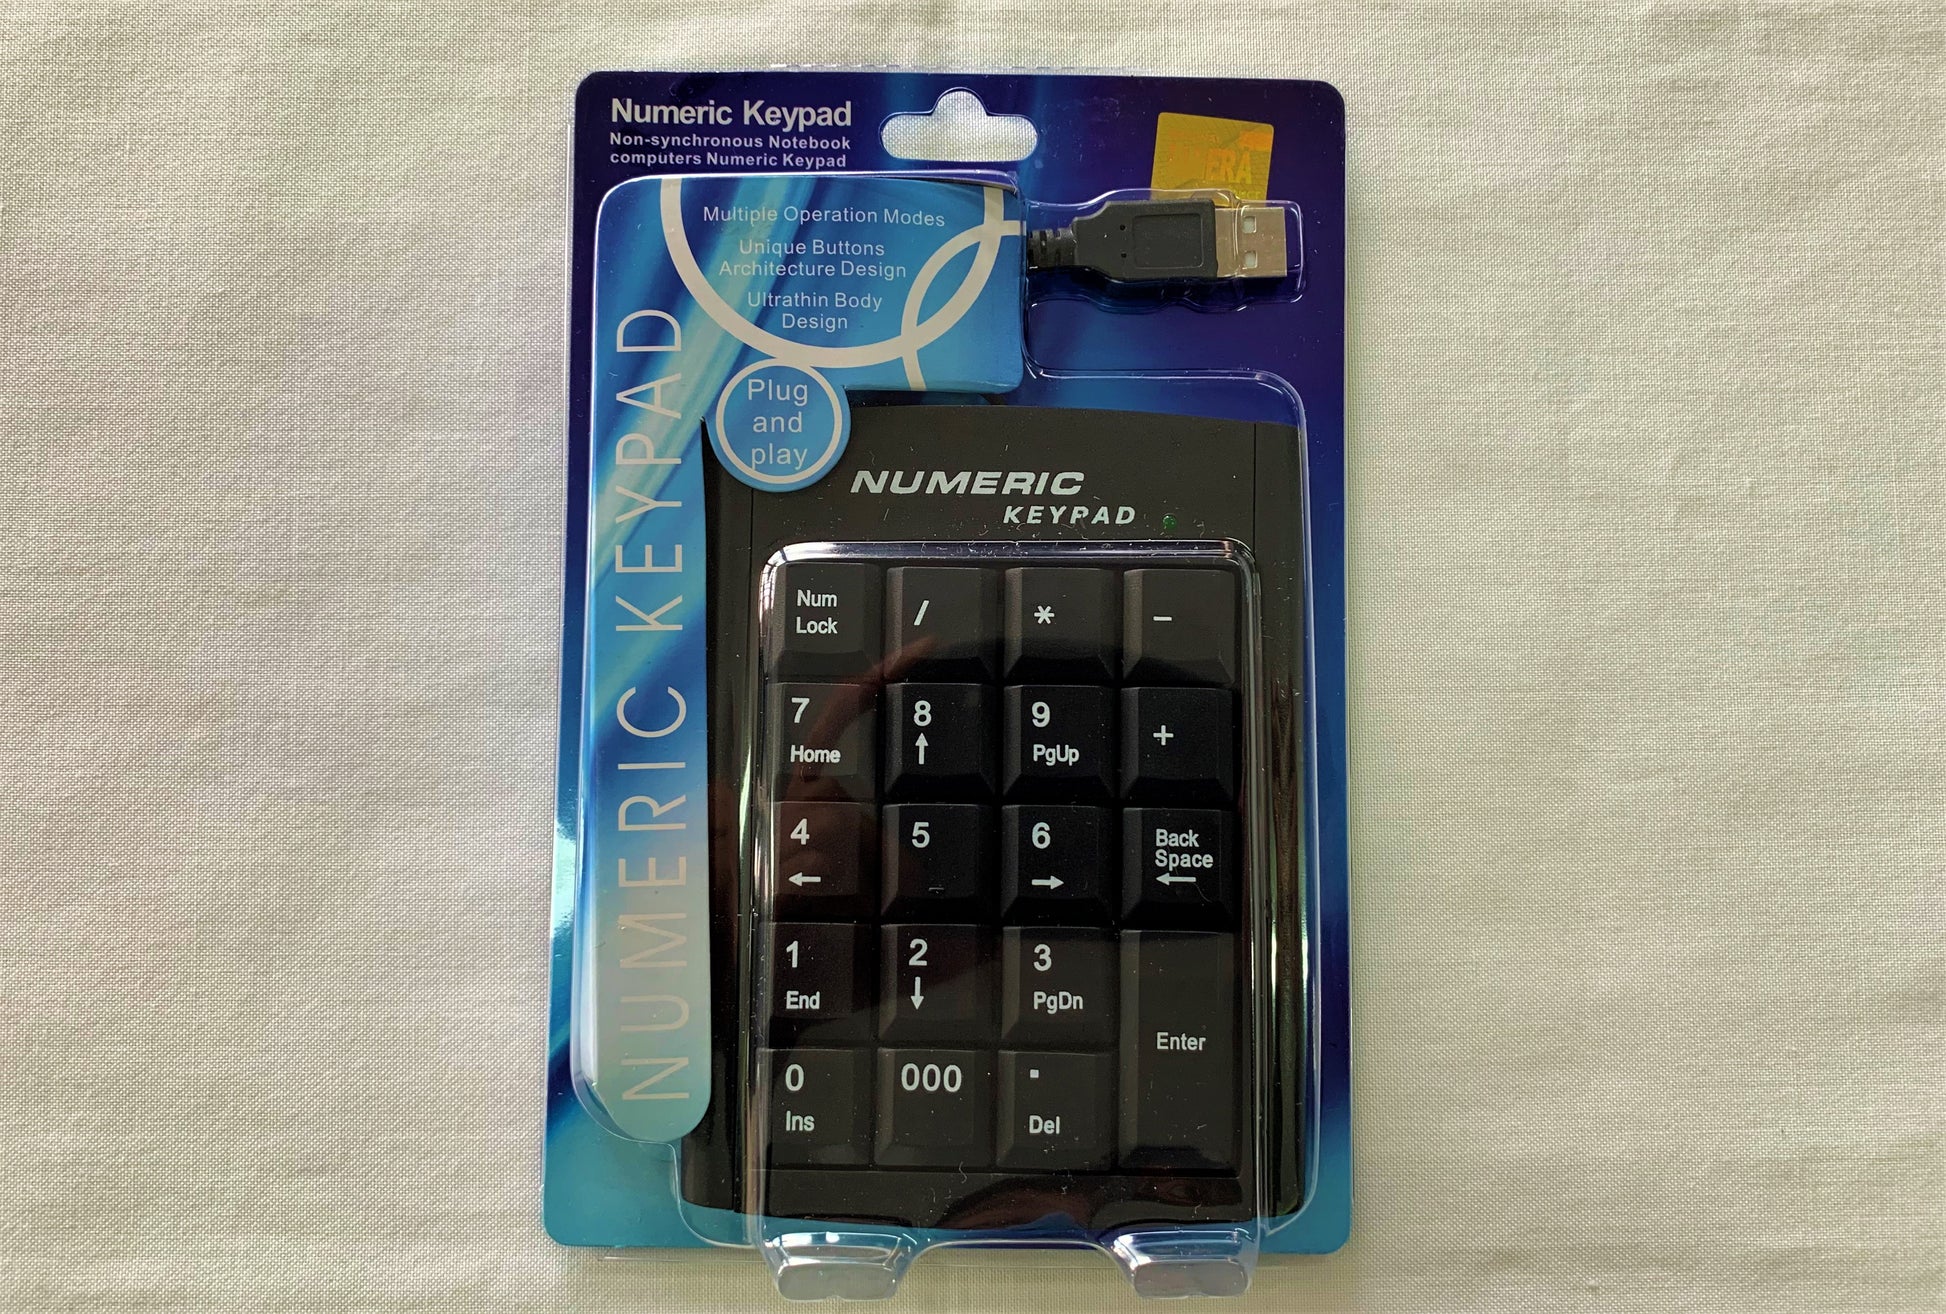 Numeric Keypad
Non-synchronous Notebook
computers Numeric Keypad
ERA
Multiple Operation Modes
Unique Buttons
Architecture Design
Ultrathin Body
Design
Plug
and
play
NUMERIC KEYPAD
NUMERIC
KEYPAD
Num
Lock
/
*
−
7
Home
8
↑
9
PgUp
+
4
←
5
6
→
Back
Space
←
1
End
2
↓
3
PgDn
Enter
0
Ins
000
.
Del